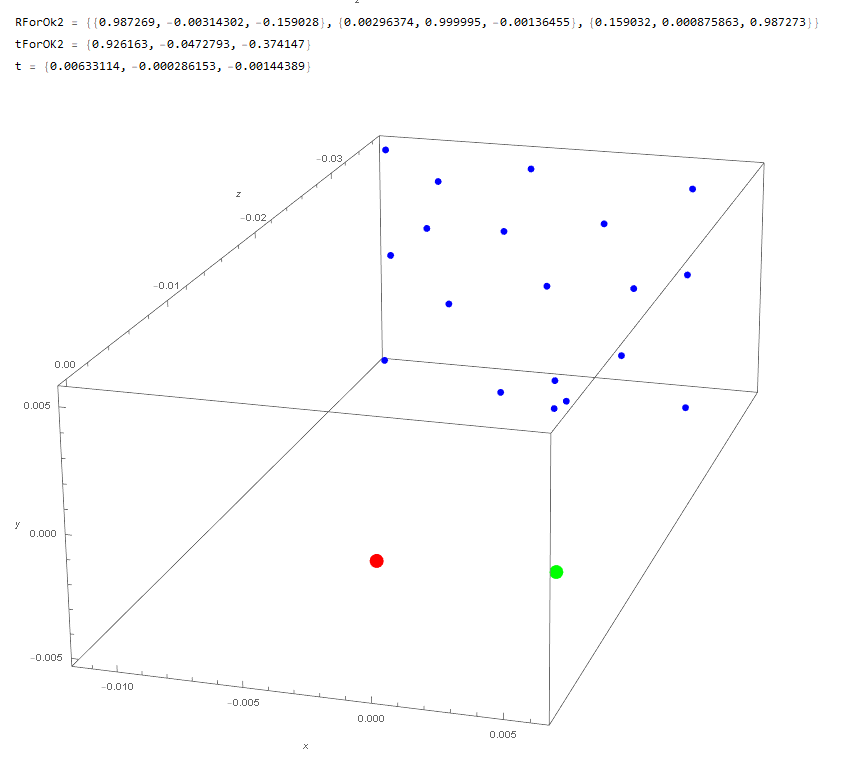 RForOk2 = {{0.987269, -0.00314302, -0.159028}, {0.00296374, 0.999995, -0.00136455}, {0.159032, 0.000875863, 0.987273}}
tForOK2 = {0.926163, -0.0472793, -0.374147}
t = {0.00633114, -0.000286153, -0.00144389}
-0.03
z
-0.02
-0.01
0.00
0.005
y
0.000
-0.005
-0.010
-0.005
0.000
0.005
x